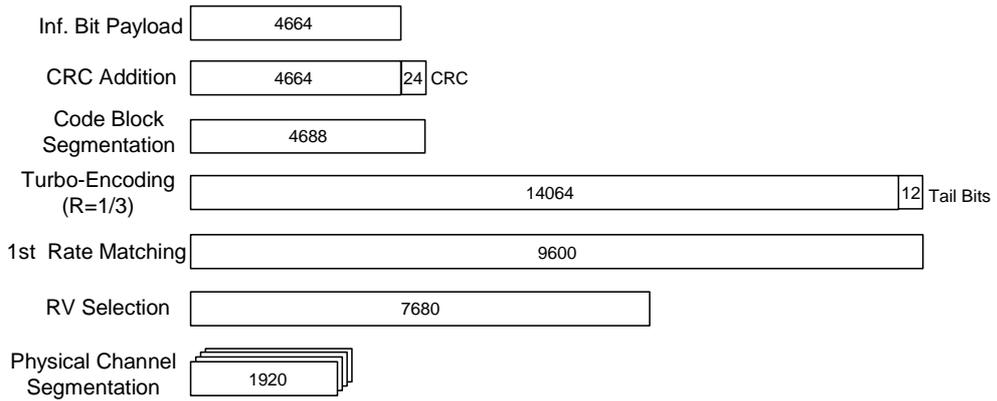 Inf. Bit Payload
4664
CRC Addition
4664
24
CRC
Code Block
Segmentation
4688
Turbo-Encoding
(R=1/3)
14064
12
Tail Bits
1st Rate Matching
9600
RV Selection
7680
Physical Channel
Segmentation
1920